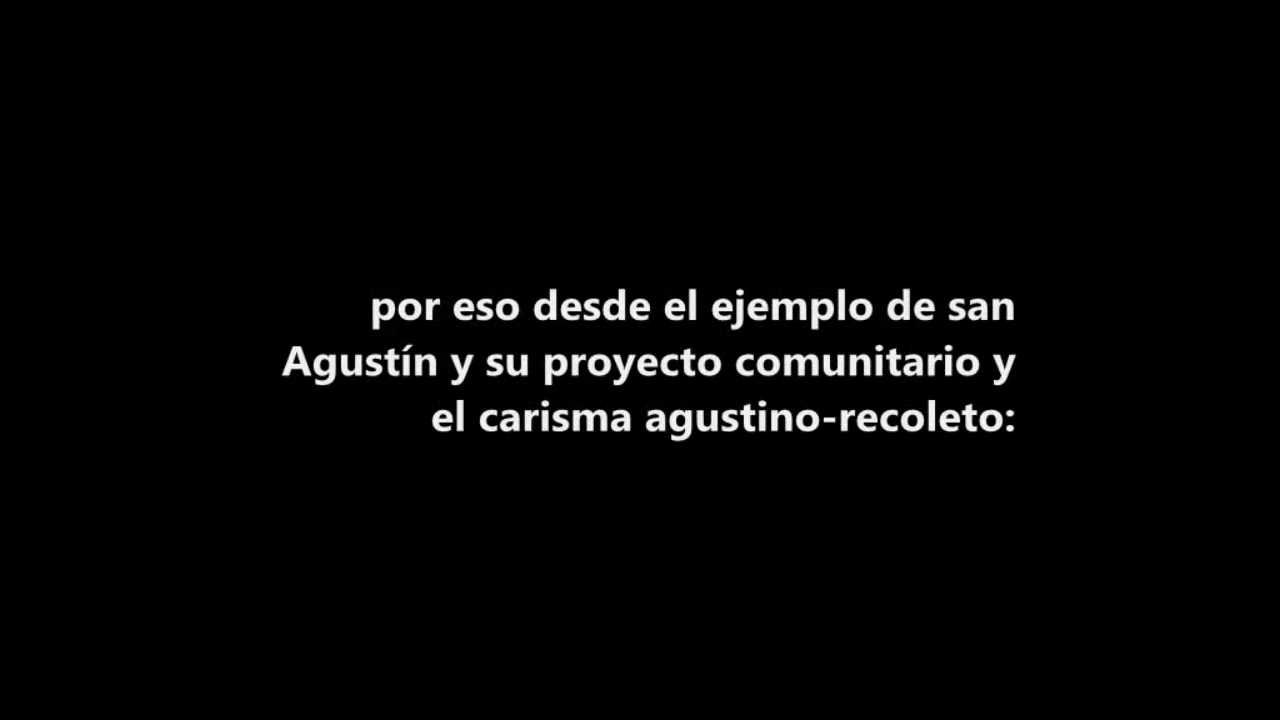 por eso desde el ejemplo de san
Agustín y su proyecto comunitario y
el carisma agustino-recoleto: